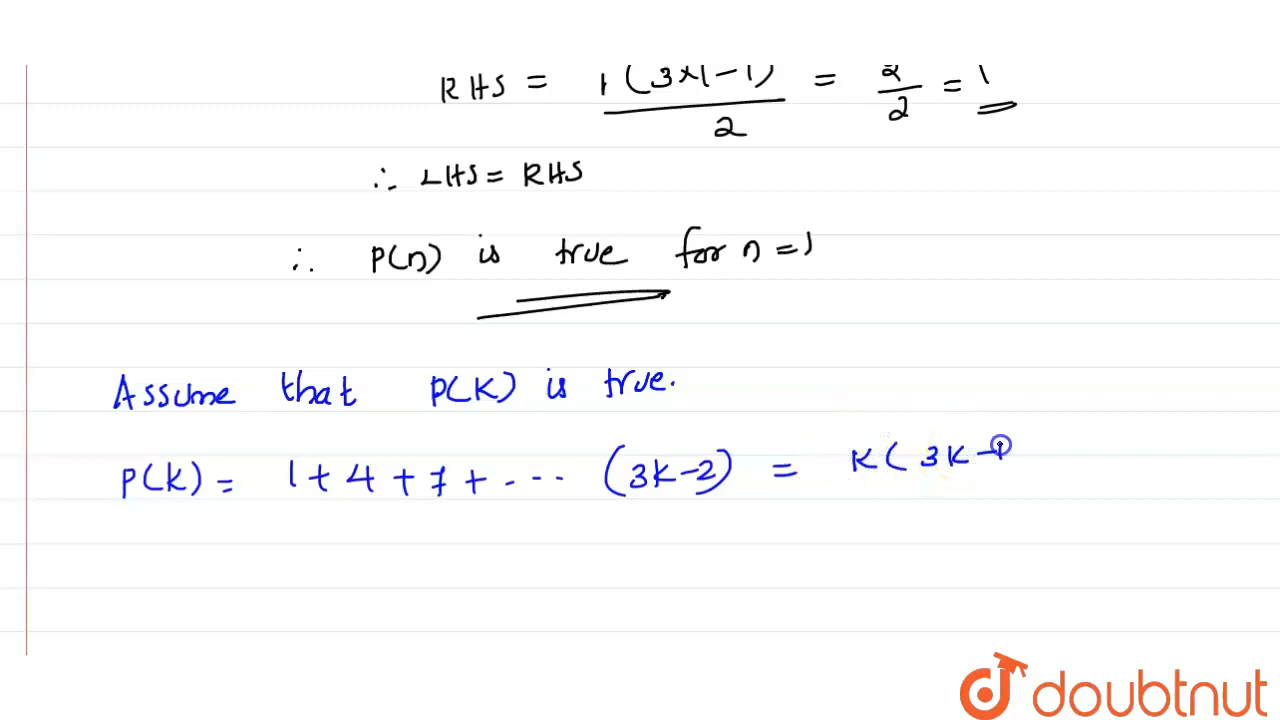 RHS = 1(3×1-1)/2 = 2/2 = 1
∴ LHS = RHS
∴ P(n) is true for n=1
Assume that P(K) is true.
P(K) = 1+4+7+... (3K-2) = K(3K-1
doubtnut